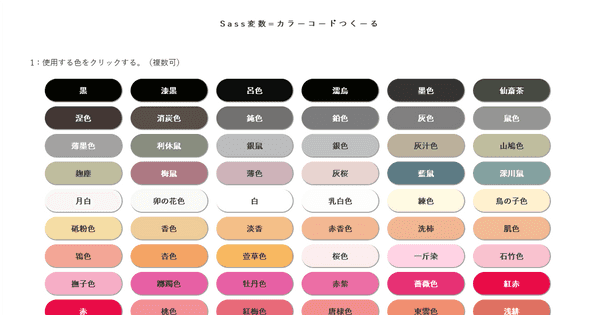 Sass変数=カラーコードつくーる
1：使用する色をクリックする。（複数可）
黒 漆黒 呂色 濡烏 墨色 仙斎茶
涅色 消炭色 鈍色 鉛色 灰色 鼠色
薄墨色 利休鼠 銀鼠 銀色 灰汁色 山鳩色
麹塵 梅鼠 薄色 灰桜 藍鼠 深川鼠
月白 卯の花色 白 乳白色 練色 鳥の子色
砥粉色 香色 淡香 赤香色 洗柿 肌色
鴇色 杏色 萱草色 桜色 一斤染 石竹色
撫子色 躑躅色 牡丹色 赤紫 薔薇色 紅赤
赤 桃色 紅梅色 唐棣色 東雲色 浅緋